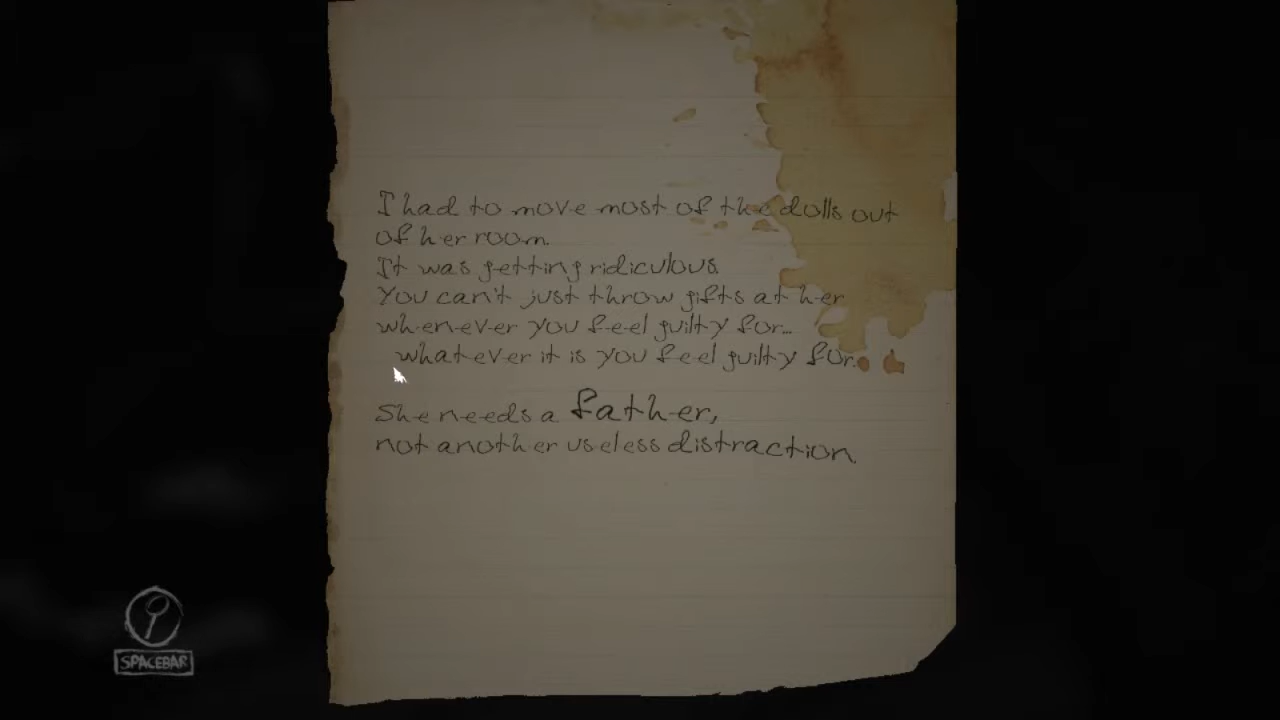 I had to move most of the dolls out
of her room.
It was getting ridiculous.
You can't just throw gifts at her
whenever you feel guilty for...
whatever it is you feel guilty for.
She needs a father,
not another useless distraction.
SPACEBAR